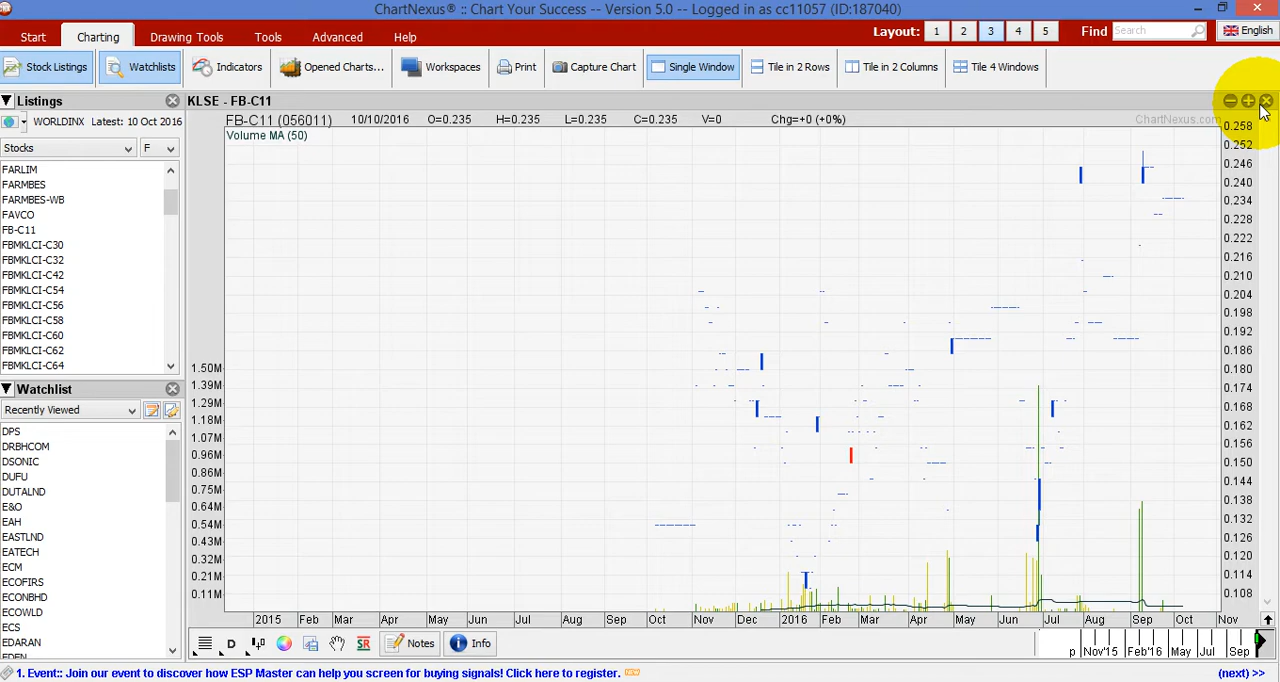 ChartNexus® :: Chart Your Success -- Version 5.0 -- Logged in as cc11057 (ID:187040)
Start Charting Drawing Tools Tools Advanced Help Layout: 1 2 3 4 5 Find Search English
Stock Listings Watchlists Indicators Opened Charts... Workspaces Print Capture Chart Single Window Tile in 2 Rows Tile in 2 Columns Tile 4 Windows
Listings
WORLDINX Latest: 10 Oct 2016
Stocks F
FARLIM
FARMBES
FARMBES-WB
FAVCO
FB-C11
FBMKLCI-C30
FBMKLCI-C32
FBMKLCI-C42
FBMKLCI-C54
FBMKLCI-C56
FBMKLCI-C58
FBMKLCI-C60
FBMKLCI-C62
FBMKLCI-C64
Watchlist
Recently Viewed
DPS
DRBHCOM
DSONIC
DUFU
DUTALND
E&O
EAH
EASTLND
EATECH
ECM
ECOFIRS
ECONBHD
ECOWLD
ECS
EDARAN
EDEN
KLSE - FB-C11
FB-C11 (056011) 10/10/2016 O=0.235 H=0.235 L=0.235 C=0.235 V=0 Chg=+0 (+0%) ChartNexus.com
Volume MA (50)
1.50M
1.39M
1.29M
1.18M
1.07M
0.96M
0.86M
0.75M
0.64M
0.54M
0.43M
0.32M
0.21M
0.11M
0.258
0.252
0.246
0.240
0.234
0.228
0.222
0.216
0.210
0.204
0.198
0.192
0.186
0.180
0.174
0.168
0.162
0.156
0.150
0.144
0.138
0.132
0.126
0.120
0.114
0.108
2015 Feb Mar Apr May Jun Jul Aug Sep Oct Nov Dec 2016 Feb Mar Apr May Jun Jul Aug Sep Oct Nov
D SR Notes Info p Nov'15 Feb'16 May Jul Sep
1. Event:: Join our event to discover how ESP Master can help you screen for buying signals! Click here to register. NEW (next) >>